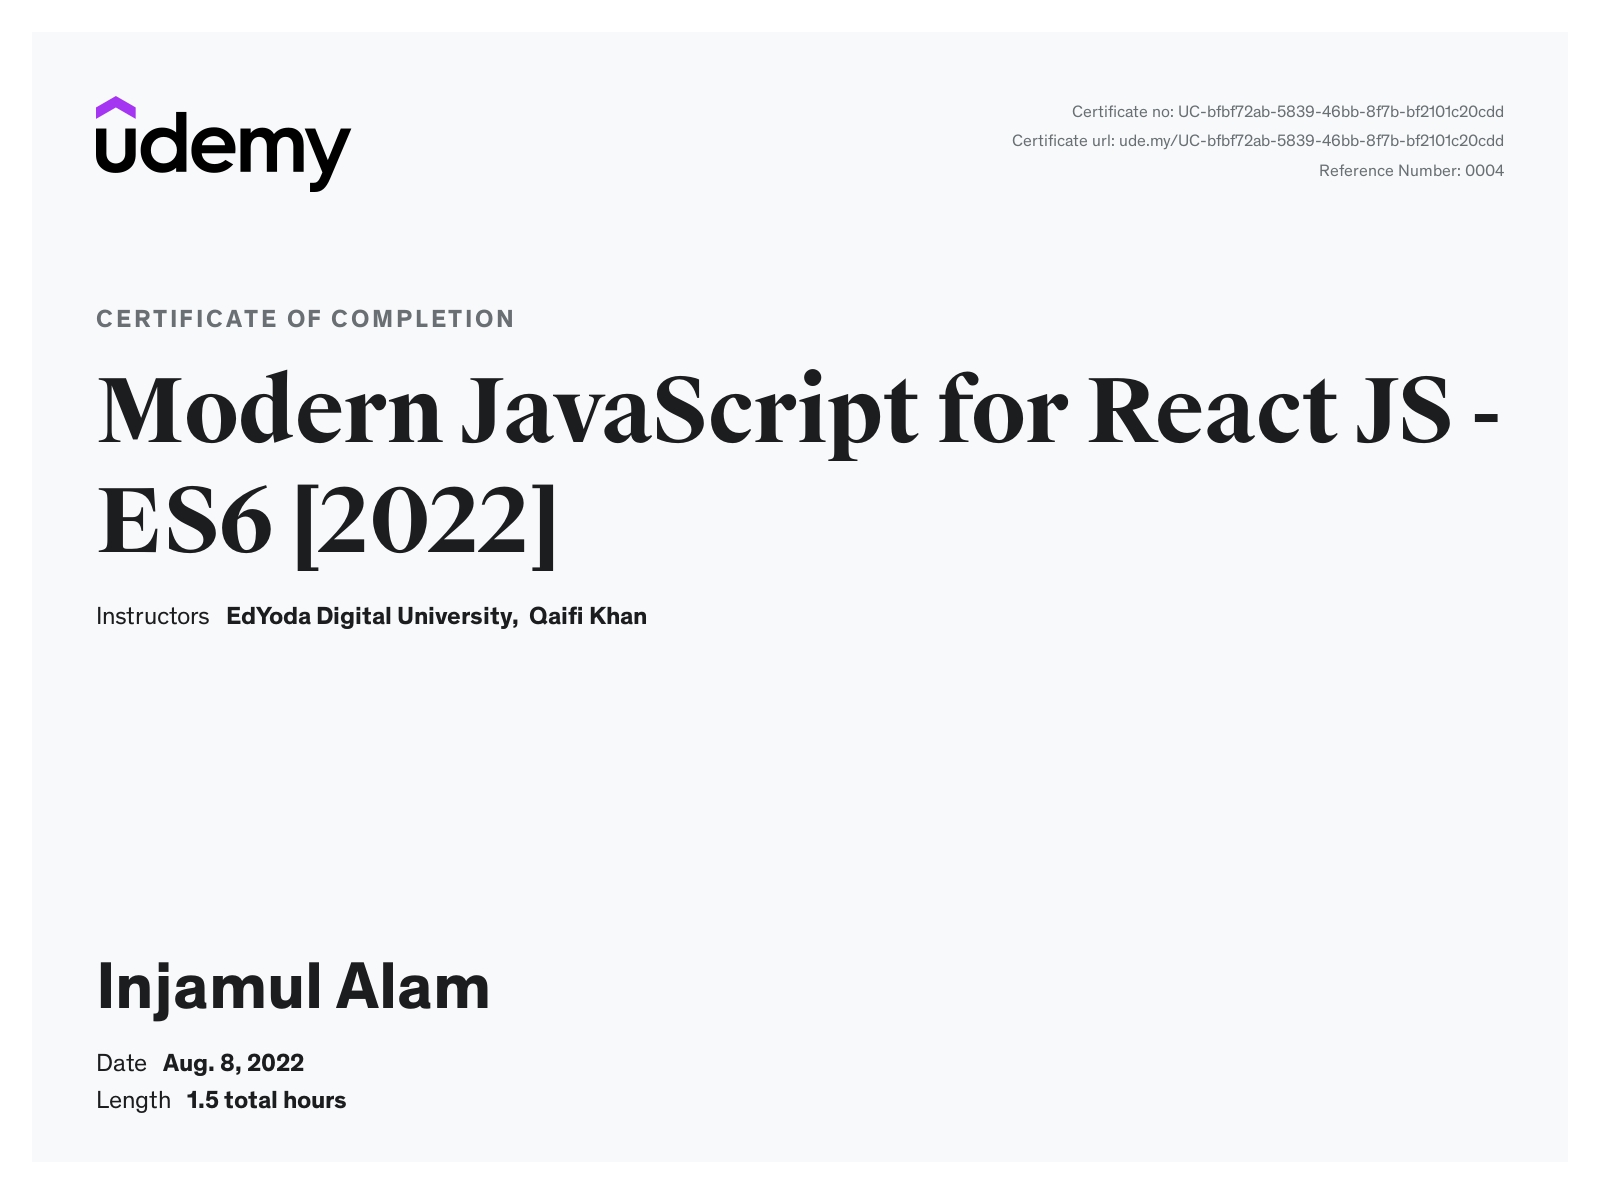 udemy
Certificate no: UC-bfbf72ab-5839-46bb-8f7b-bf2101c20cdd
Certificate url: ude.my/UC-bfbf72ab-5839-46bb-8f7b-bf2101c20cdd
Reference Number: 0004
CERTIFICATE OF COMPLETION
Modern JavaScript for React JS -
ES6 [2022]
Instructors EdYoda Digital University, Qaifi Khan
Injamul Alam
Date Aug. 8, 2022
Length 1.5 total hours